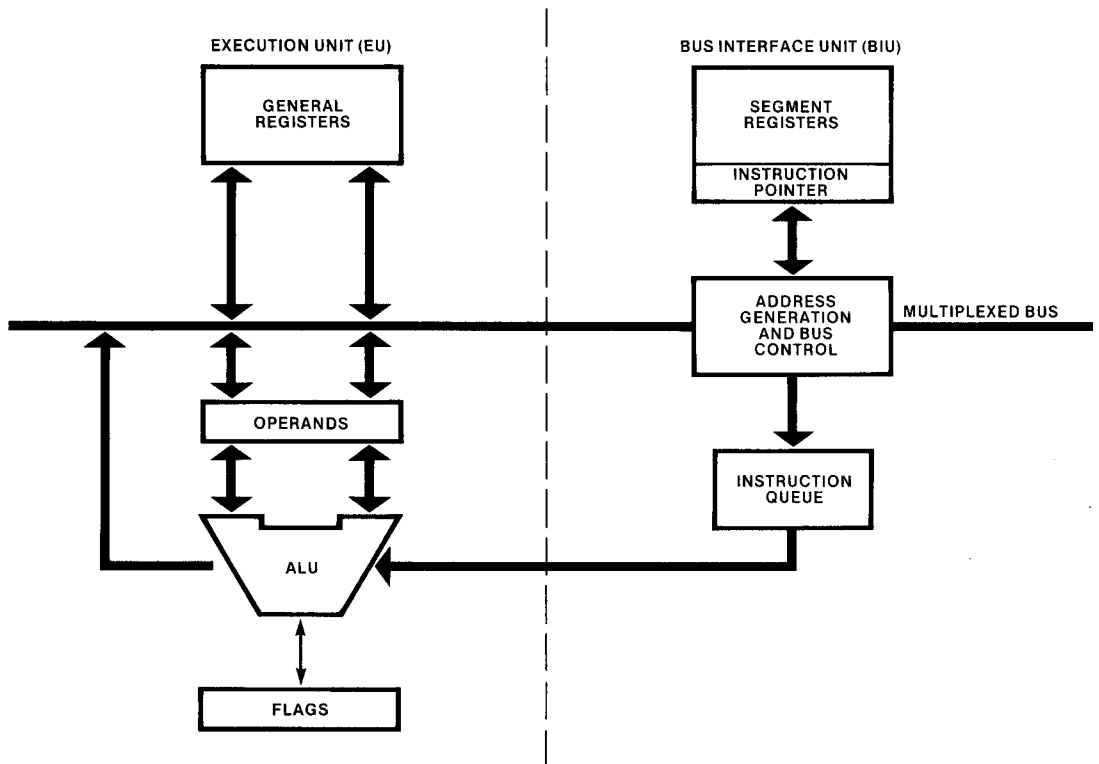 EXECUTION UNIT (EU)
BUS INTERFACE UNIT (BIU)
GENERAL
REGISTERS
SEGMENT
REGISTERS
INSTRUCTION
POINTER
ADDRESS
GENERATION
AND BUS
CONTROL
MULTIPLEXED BUS
OPERANDS
INSTRUCTION
QUEUE
ALU
FLAGS